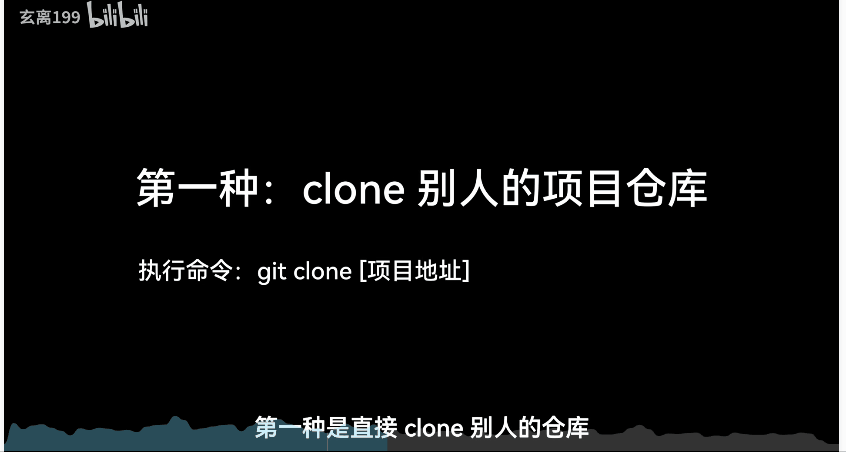 玄离199 bilibili
第一种：clone 别人的项目仓库
执行命令：git clone [项目地址]
第一种是直接 clone 别人的仓库